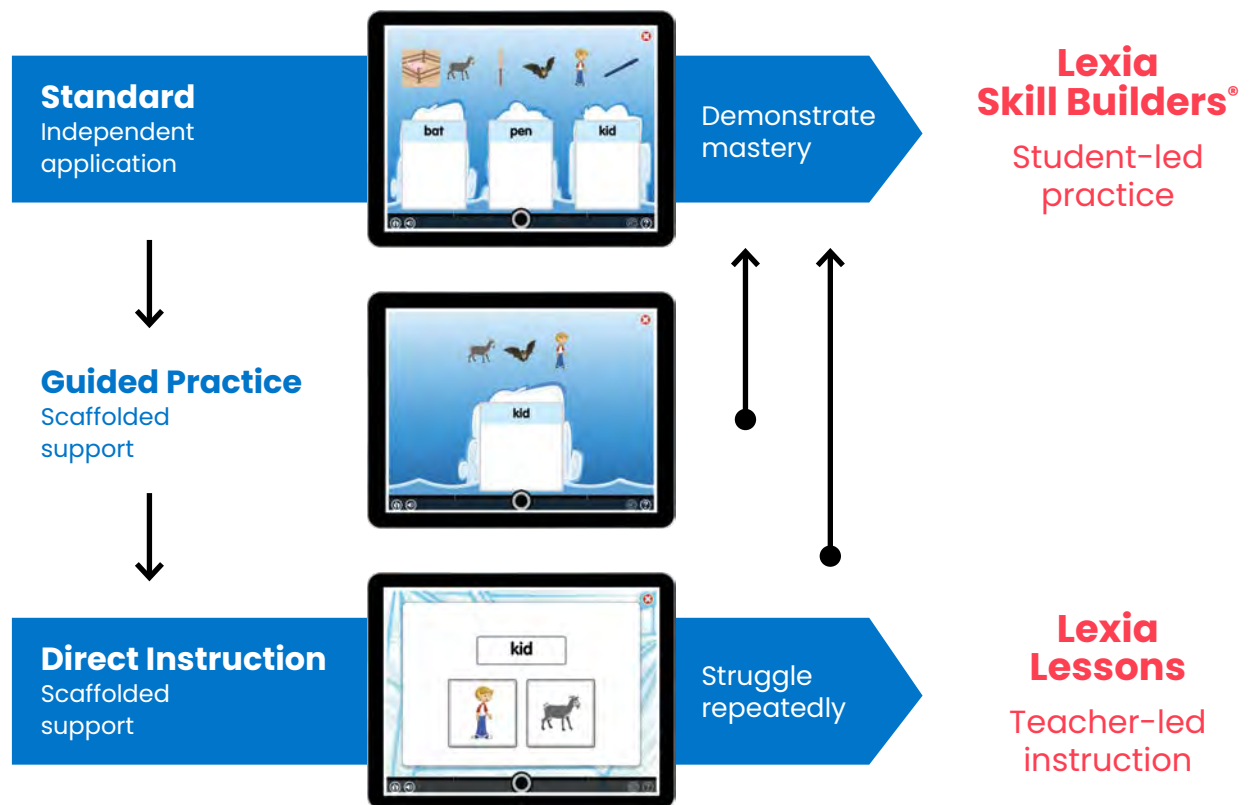 Standard
Independent
application
bat
pen
kid
Demonstrate
mastery
Lexia
Skill Builders®
Student-led
practice
Guided Practice
Scaffolded
support
kid
Direct Instruction
Scaffolded
support
kid
Struggle
repeatedly
Lexia
Lessons
Teacher-led
instruction